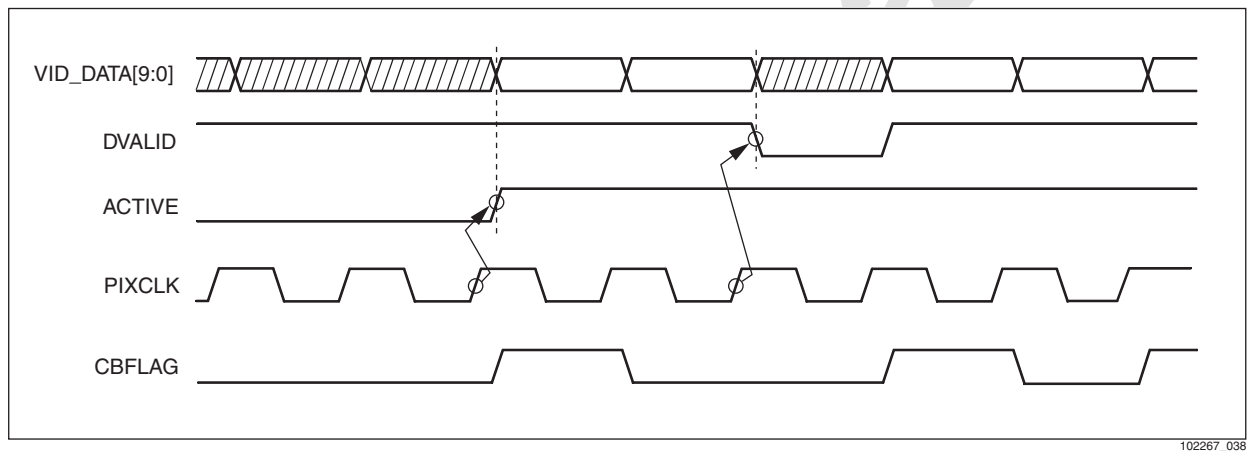 VID_DATA[9:0]
DVALID
ACTIVE
PIXCLK
CBFLAG
102267_038